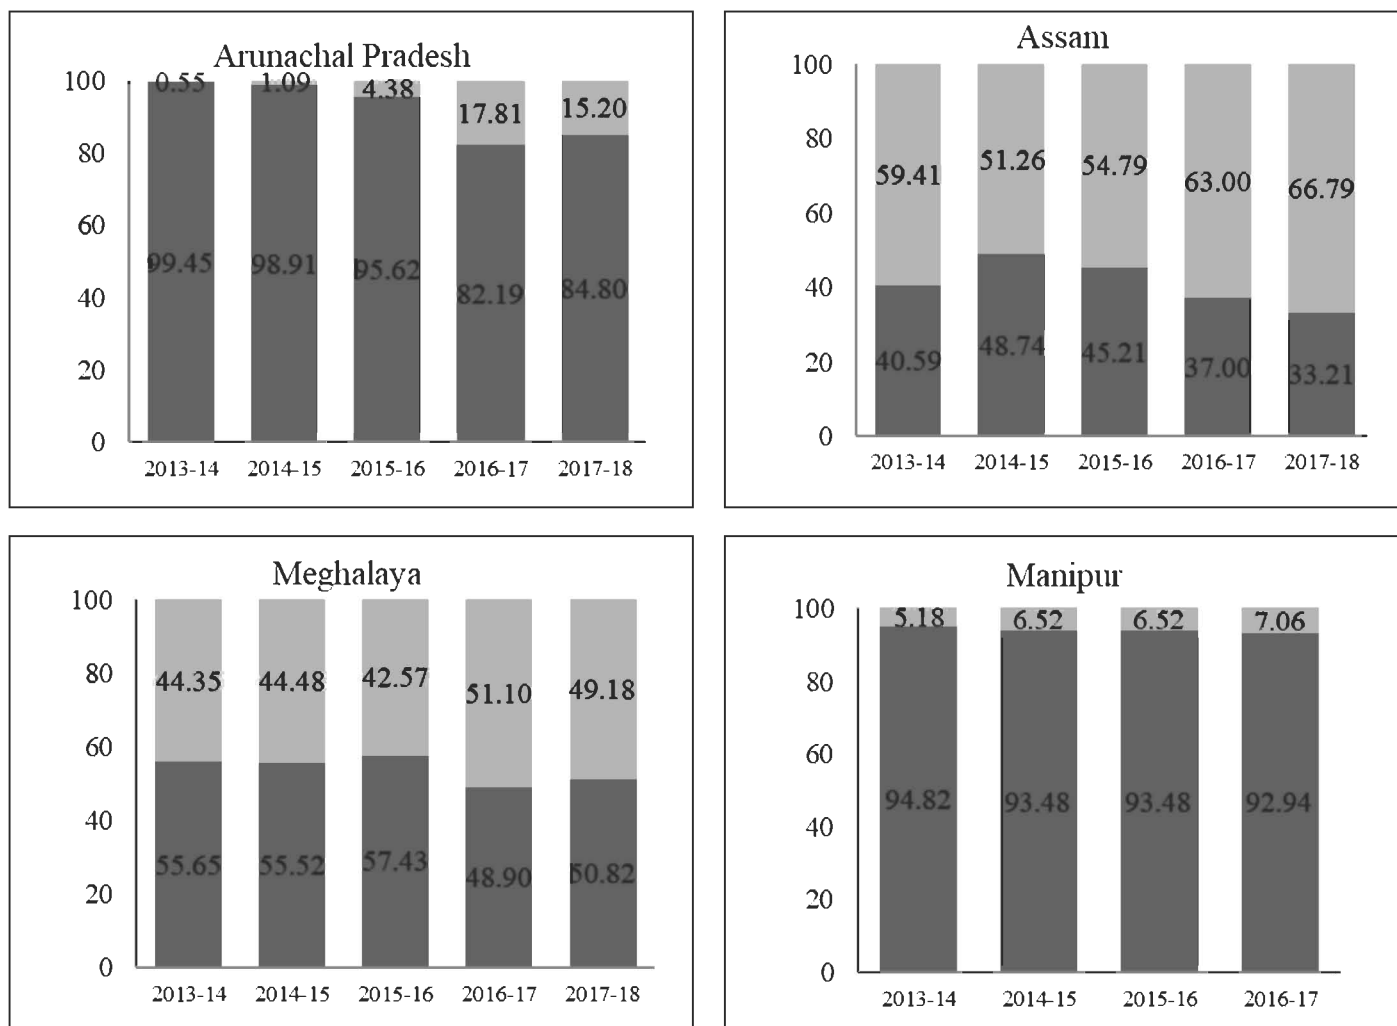 Arunachal Pradesh
100
80
60
40
20
0
0.55 1.09 4.38 17.81 15.20
99.45 98.91 95.62 82.19 84.80
2013-14 2014-15 2015-16 2016-17 2017-18
Assam
100
80
60
40
20
0
59.41 51.26 54.79 63.00 66.79
40.59 48.74 45.21 37.00 33.21
2013-14 2014-15 2015-16 2016-17 2017-18
Meghalaya
100
80
60
40
20
0
44.35 44.48 42.57 51.10 49.18
55.65 55.52 57.43 48.90 50.82
2013-14 2014-15 2015-16 2016-17 2017-18
Manipur
100
80
60
40
20
0
5.18 6.52 6.52 7.06
94.82 93.48 93.48 92.94
2013-14 2014-15 2015-16 2016-17